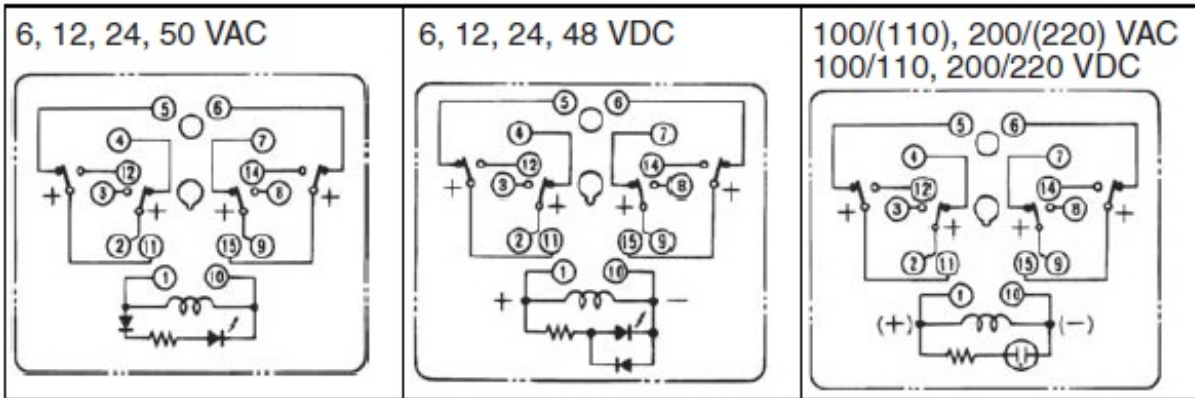 6, 12, 24, 50 VAC
5 6
4 7
12 14
3 8
+ + + +
2 11 15 9
1 10
6, 12, 24, 48 VDC
5 6
4 7
12 14
3 8
+ + + +
2 11 15 9
1 10
+ −
100/(110), 200/(220) VAC
100/110, 200/220 VDC
5 6
4 7
12 14
3 8
+ + + +
2 11 15 9
1 10
(+) (−)